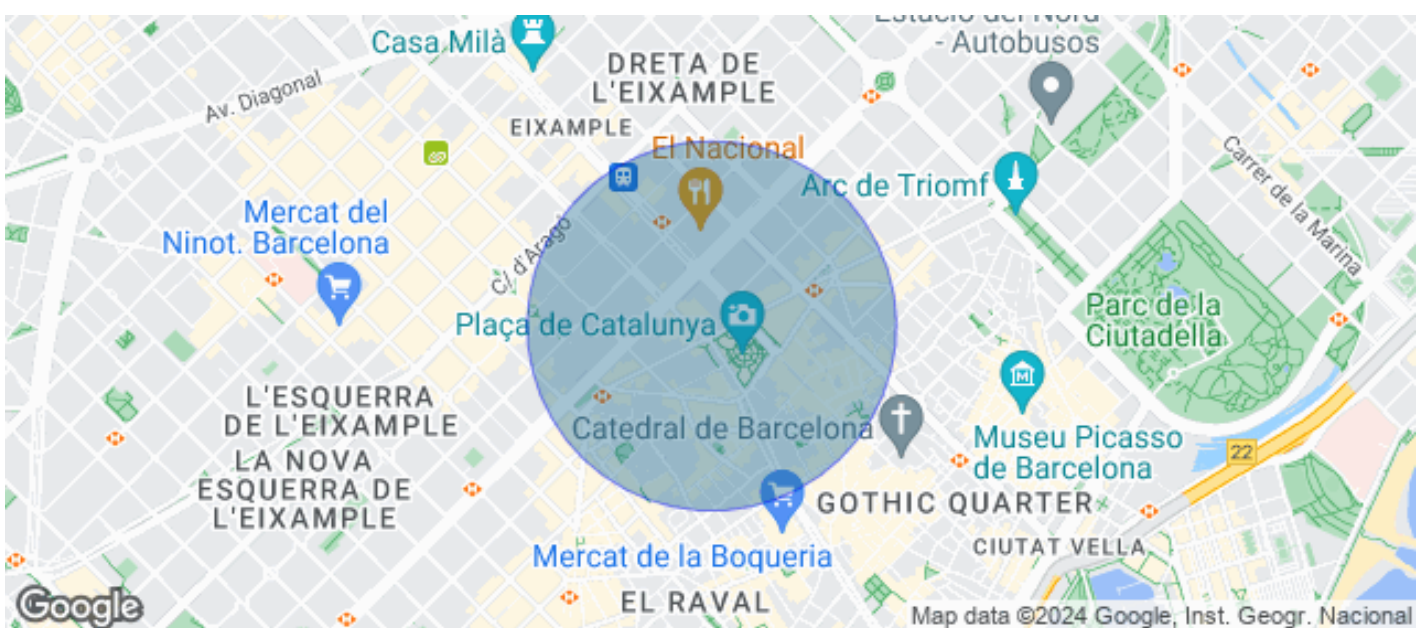 Estació del Nord
- Autobusos
Casa Milà
DRETA DE
L'EIXAMPLE
Av. Diagonal
EIXAMPLE
El Nacional
Arc de Triomf
Carrer de la Marina
Mercat del
Ninot. Barcelona
C/ d'Aragó
Plaça de Catalunya
Parc de la
Ciutadella
L'ESQUERRA
DE L'EIXAMPLE
Catedral de Barcelona
Museu Picasso
de Barcelona
22
LA NOVA
ESQUERRA DE
L'EIXAMPLE
GOTHIC QUARTER
CIUTAT VELLA
Mercat de la Boqueria
EL RAVAL
Google
Map data ©2024 Google, Inst. Geogr. Nacional